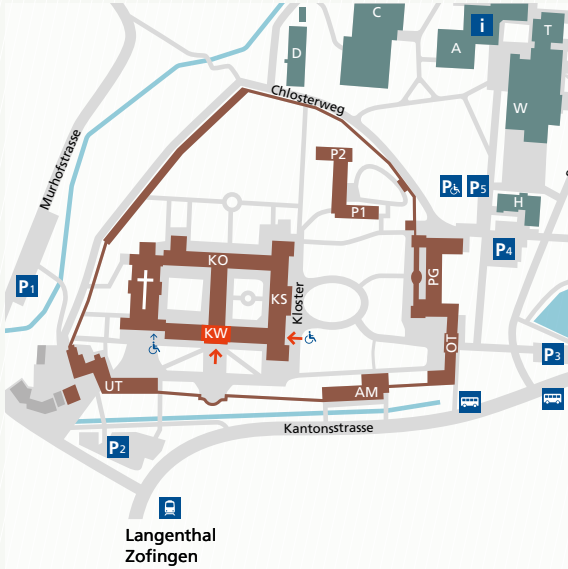 C
i
T
D
A
W
Chlosterweg
Murhofstrasse
P2
P
P5
H
P1
P4
KO
PG
P1
KS
Kloster
KW
OT
P3
UT
AM
Kantonsstrasse
P2
Langenthal
Zofingen